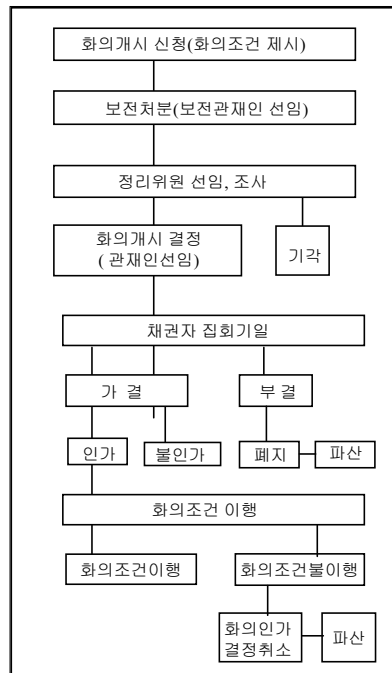 화의개시 신청(화의조건 제시)
보전처분(보전관재인 선임)
정리위원 선임, 조사
화의개시 결정
( 관재인선임)
기각
채권자 집회기일
가 결
부 결
인가
불인가
폐지
파산
화의조건 이행
화의조건이행
화의조건불이행
화의인가
결정취소
파산